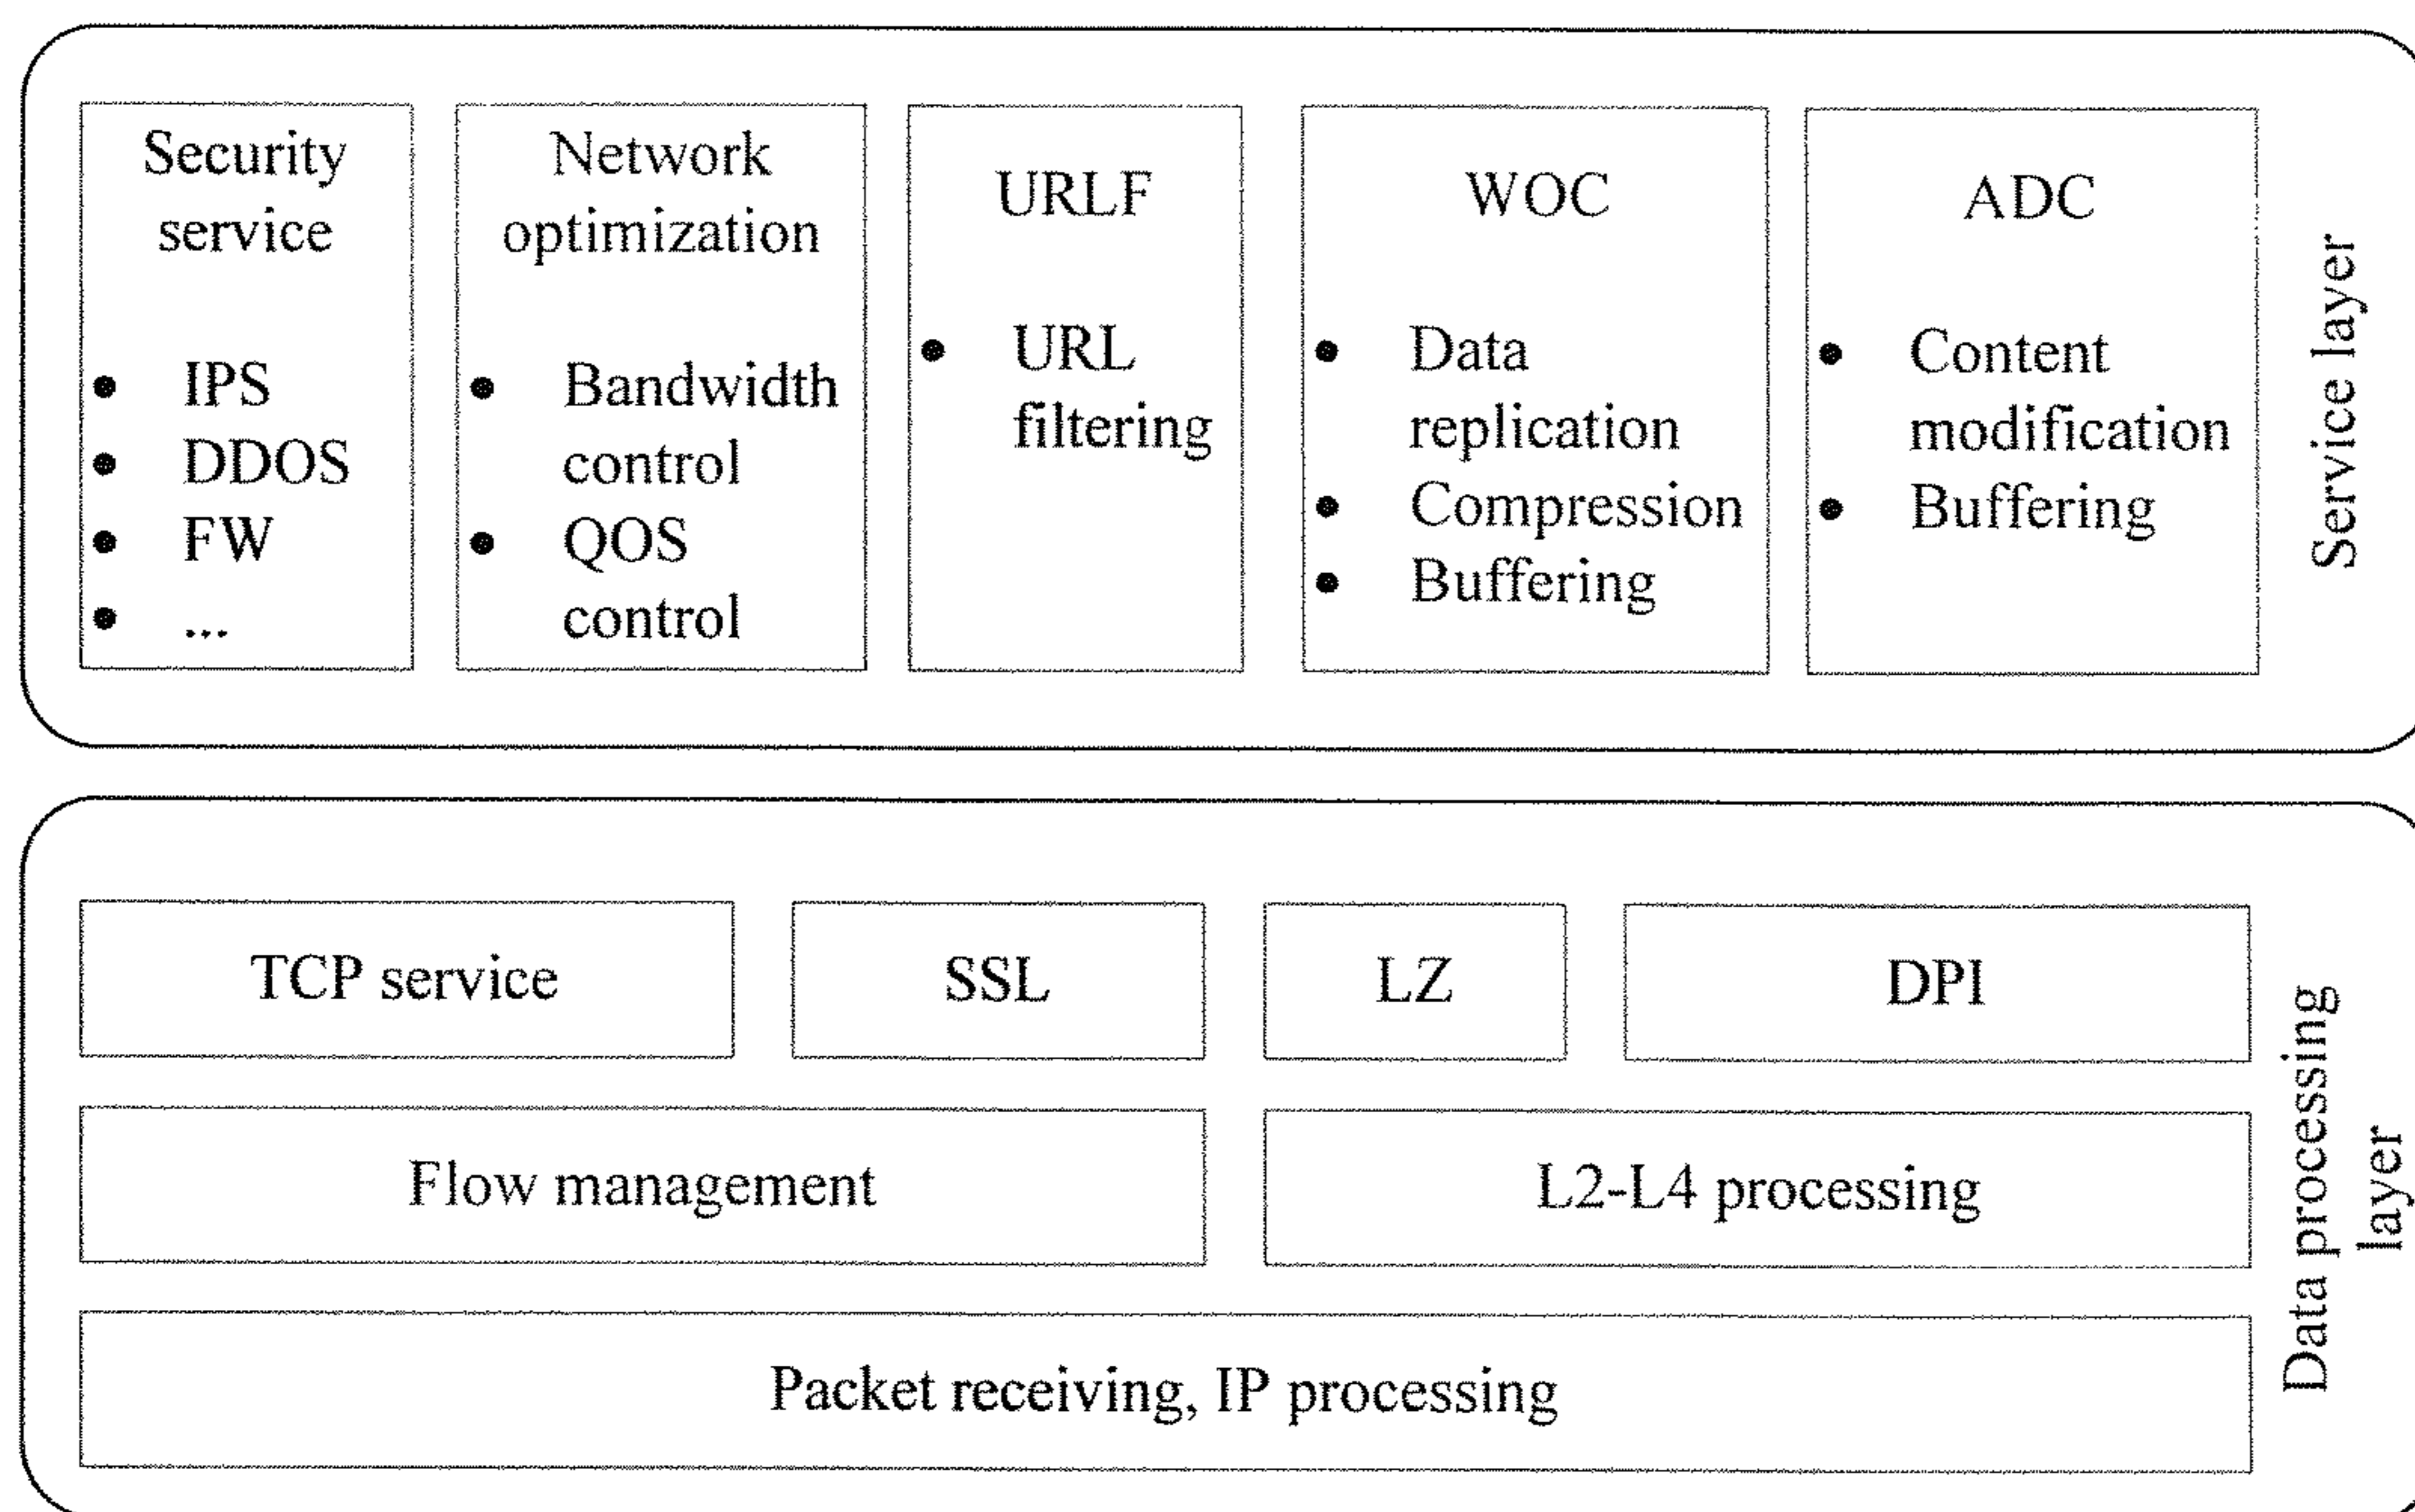 Security
service
• IPS
• DDOS
• FW
• ...
Network
optimization
• Bandwidth
control
• QOS
control
URLF
• URL
filtering
WOC
• Data
replication
• Compression
• Buffering
ADC
• Content
modification
• Buffering
Service layer
TCP service
SSL
LZ
DPI
Flow management
L2-L4 processing
Packet receiving, IP processing
Data processing
layer